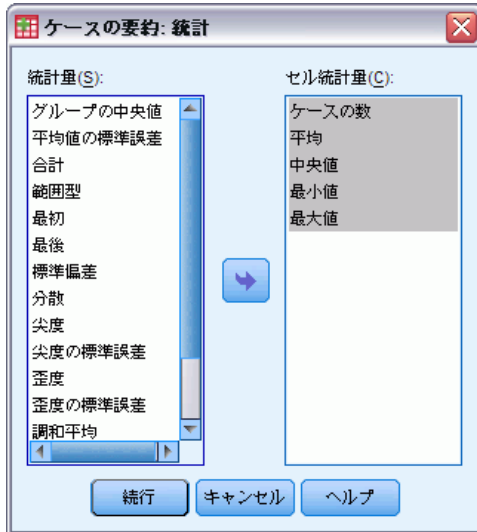 ケースの要約: 統計
統計量(S):
グループの中央値
平均値の標準誤差
合計
範囲型
最初
最後
標準偏差
分散
尖度
尖度の標準誤差
歪度
歪度の標準誤差
調和平均
セル統計量(C):
ケースの数
平均
中央値
最小値
最大値
続行
キャンセル
ヘルプ